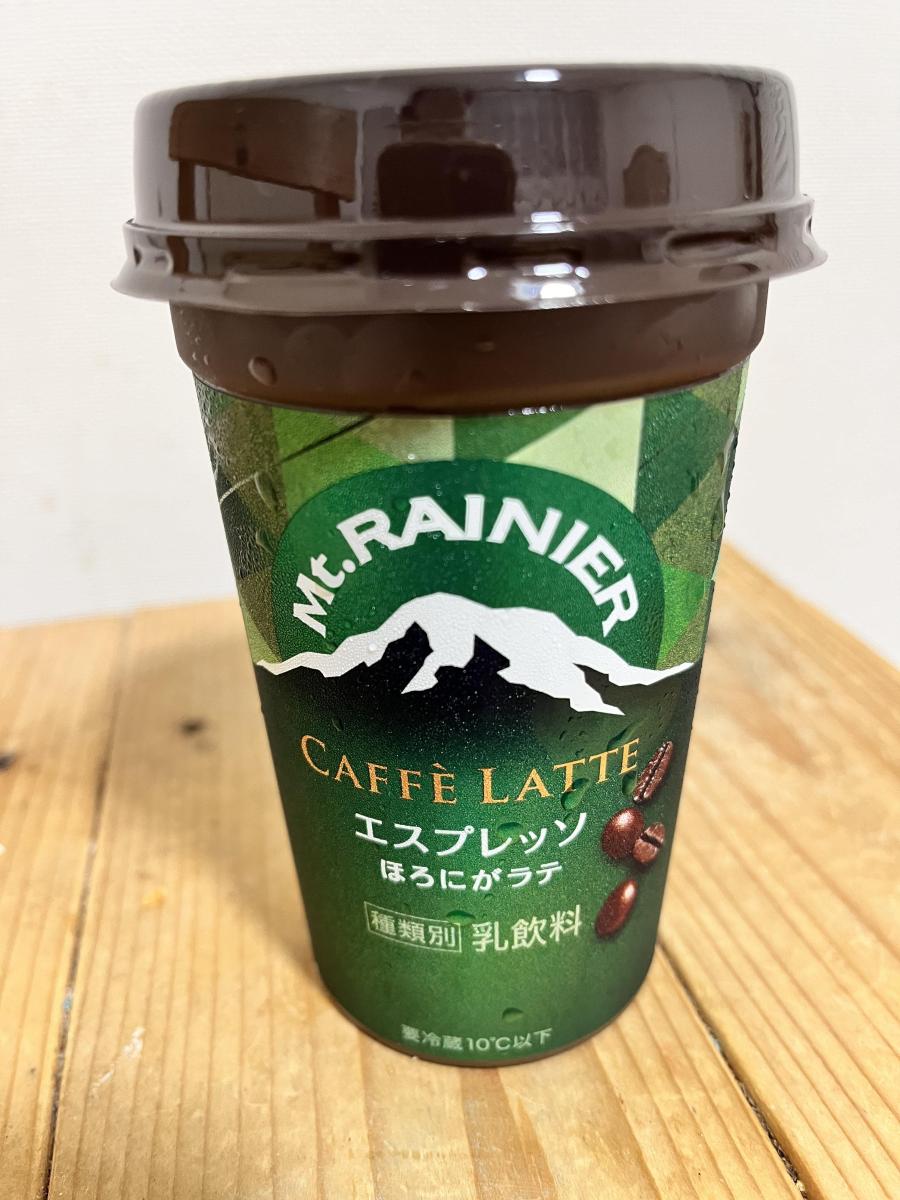 Mt. RAINIER
CAFFÈ LATTE
エスプレッソ
ほろにがラテ
種類別 乳飲料
要冷蔵10℃以下